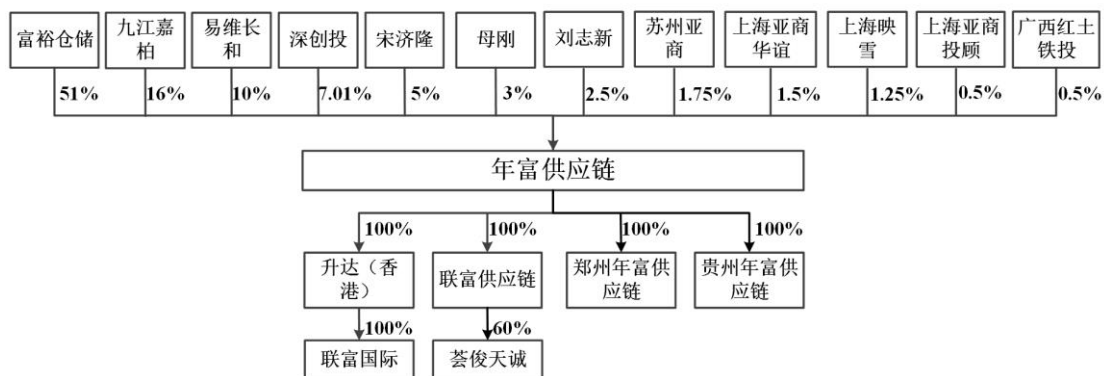 富裕仓储
九江嘉
柏
易维长
和
深创投
宋济隆
母刚
刘志新
苏州亚
商
上海亚商
华谊
上海映
雪
上海亚商
投顾
广西红土
铁投
51%
16%
10%
7.01%
5%
3%
2.5%
1.75%
1.5%
1.25%
0.5%
0.5%
年富供应链
100%
100%
100%
100%
升达（香
港）
联富供应链
郑州年富供
应链
贵州年富供
应链
100%
60%
联富国际
荟俊天诚